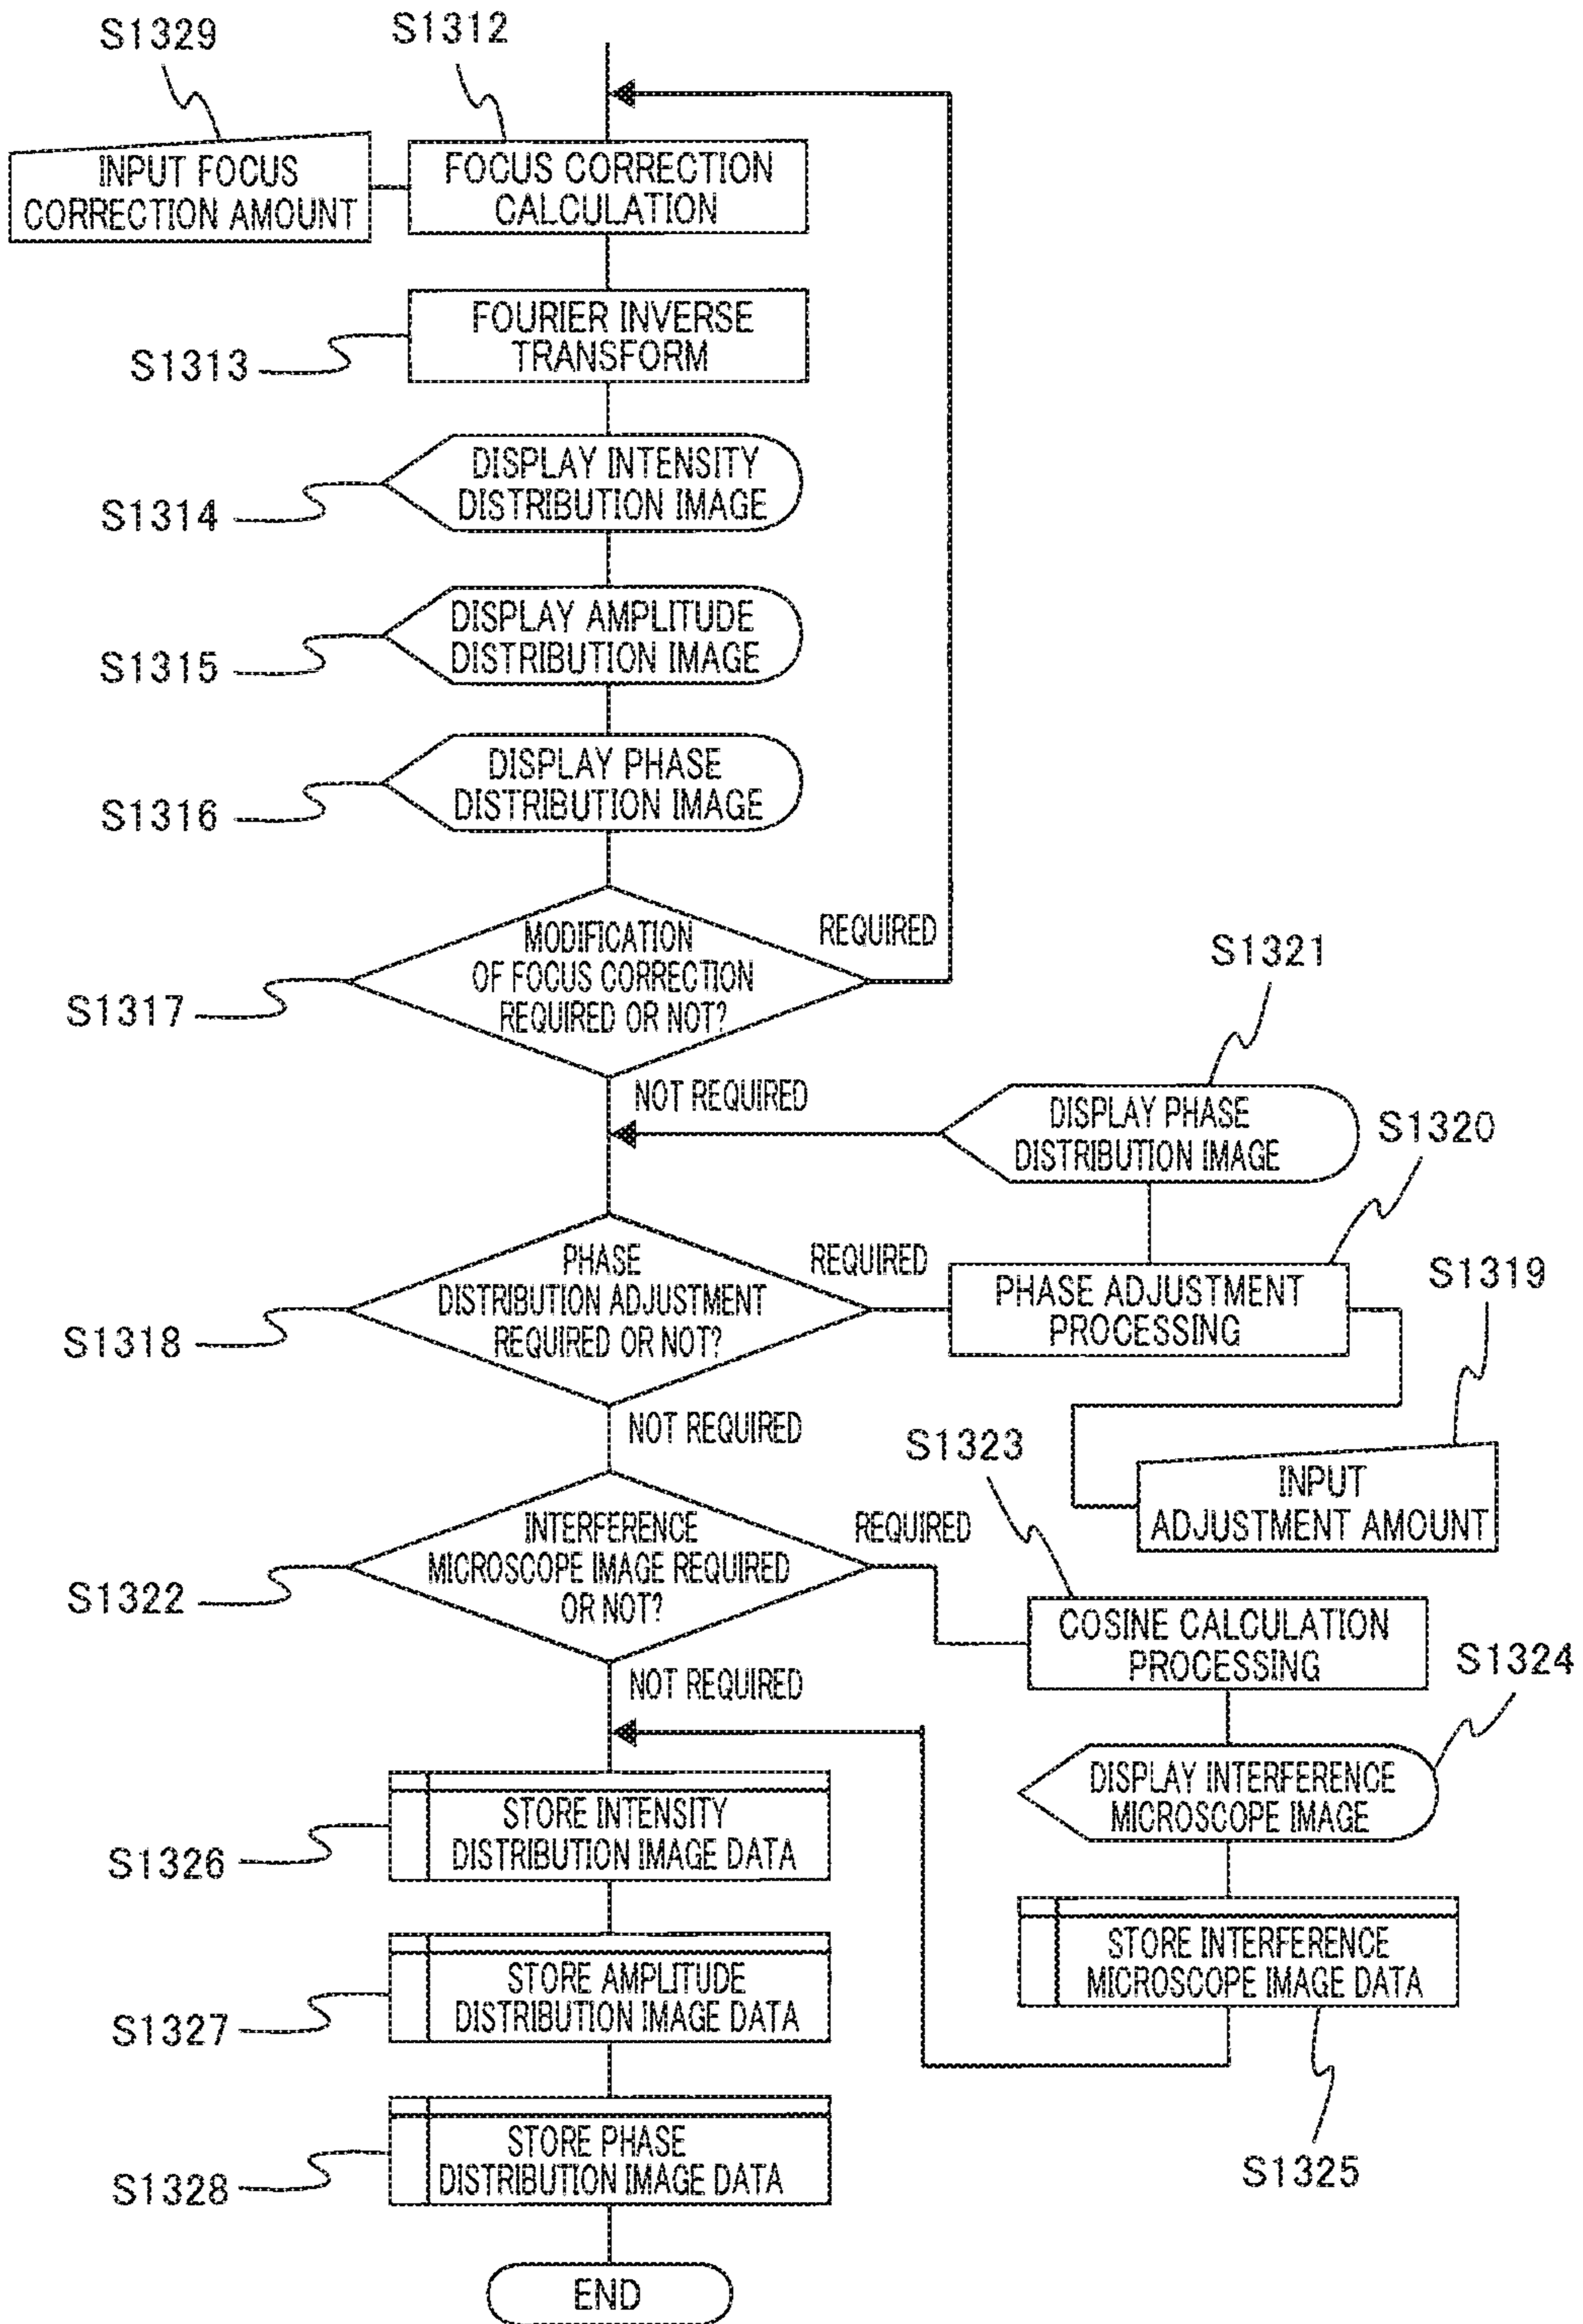 S1329
S1312
INPUT FOCUS
CORRECTION AMOUNT
FOCUS CORRECTION
CALCULATION
FOURIER INVERSE
TRANSFORM
S1313
DISPLAY INTENSITY
DISTRIBUTION IMAGE
S1314
DISPLAY AMPLITUDE
DISTRIBUTION IMAGE
S1315
DISPLAY PHASE
DISTRIBUTION IMAGE
S1316
MODIFICATION
OF FOCUS CORRECTION
REQUIRED OR NOT?
REQUIRED
S1317
NOT REQUIRED
S1321
DISPLAY PHASE
DISTRIBUTION IMAGE
S1320
PHASE
DISTRIBUTION ADJUSTMENT
REQUIRED OR NOT?
REQUIRED
S1318
PHASE ADJUSTMENT
PROCESSING
S1319
NOT REQUIRED
INPUT
ADJUSTMENT AMOUNT
S1323
INTERFERENCE
MICROSCOPE IMAGE REQUIRED
OR NOT?
REQUIRED
S1322
COSINE CALCULATION
PROCESSING
NOT REQUIRED
S1324
DISPLAY INTERFERENCE
MICROSCOPE IMAGE
STORE INTENSITY
DISTRIBUTION IMAGE DATA
S1326
STORE INTERFERENCE
MICROSCOPE IMAGE DATA
STORE AMPLITUDE
DISTRIBUTION IMAGE DATA
S1327
S1325
STORE PHASE
DISTRIBUTION IMAGE DATA
S1328
END